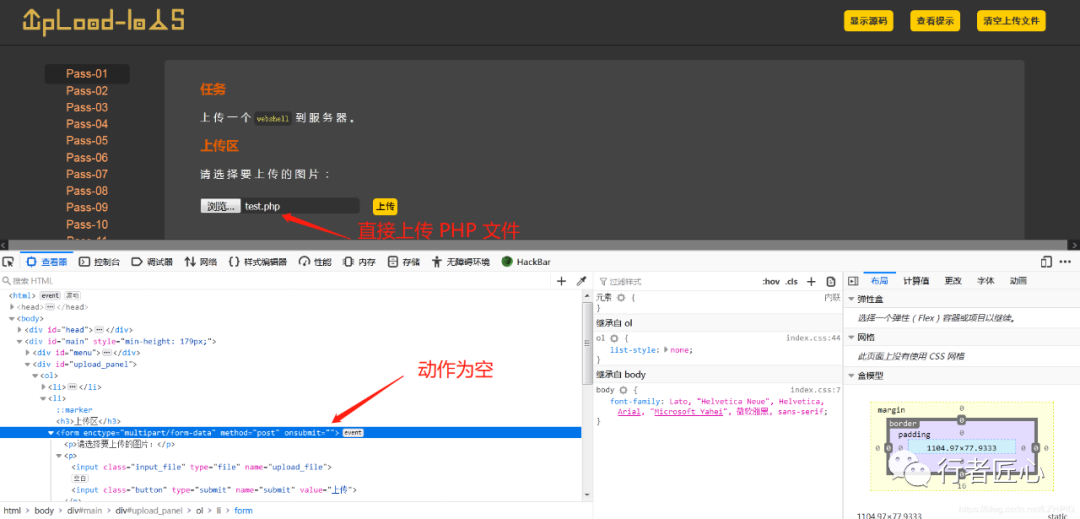 UpLoad-labS
显示源码 查看提示 清空上传文件
Pass-01
Pass-02
Pass-03
Pass-04
Pass-05
Pass-06
Pass-07
Pass-08
Pass-09
Pass-10
任务
上传一个 webshell 到服务器。
上传区
请选择要上传的图片：
浏览... test.php 上传
直接上传 PHP 文件
查看器 控制台 调试器 网络 样式编辑器 性能 内存 存储 无障碍环境 HackBar
搜索 HTML
<html> event 滚动
<head>⋯</head>
<body>
<div id="head">⋯</div>
<div id="main" style="min-height: 179px;">
<div id="menu">⋯</div>
<div id="upload_panel">
<ol>
<li>⋯</li>
<li>
::marker
<h3>上传区</h3>
<form enctype="multipart/form-data" method="post" onsubmit=""> event
<p>请选择要上传的图片：</p>
<p>
<input class="input_file" type="file" name="upload_file">
空白
<input class="button" type="submit" name="submit" value="上传">
动作为空
html > body > div#main > div#upload_panel > ol > li > form
过滤样式 :hov .cls +
元素 { 内联
}
继承自 ol
ol { index.css:44
list-style: none;
}
继承自 body
body { index.css:7
font-family: Lato, "Helvetica Neue", Helvetica,
Arial, "Microsoft Yahei", 微软雅黑, sans-serif;
}
布局 计算值 更改 字体 动画
弹性盒
选择一个弹性（Flex）容器或项目以继续。
网格
此页面上没有使用 CSS 网格
盒模型
margin 0
border 0
padding 0
0 0 0 1104.97×77.9333 0 0 0
0
0
16
行者匠心
1104.97×77.9333 static